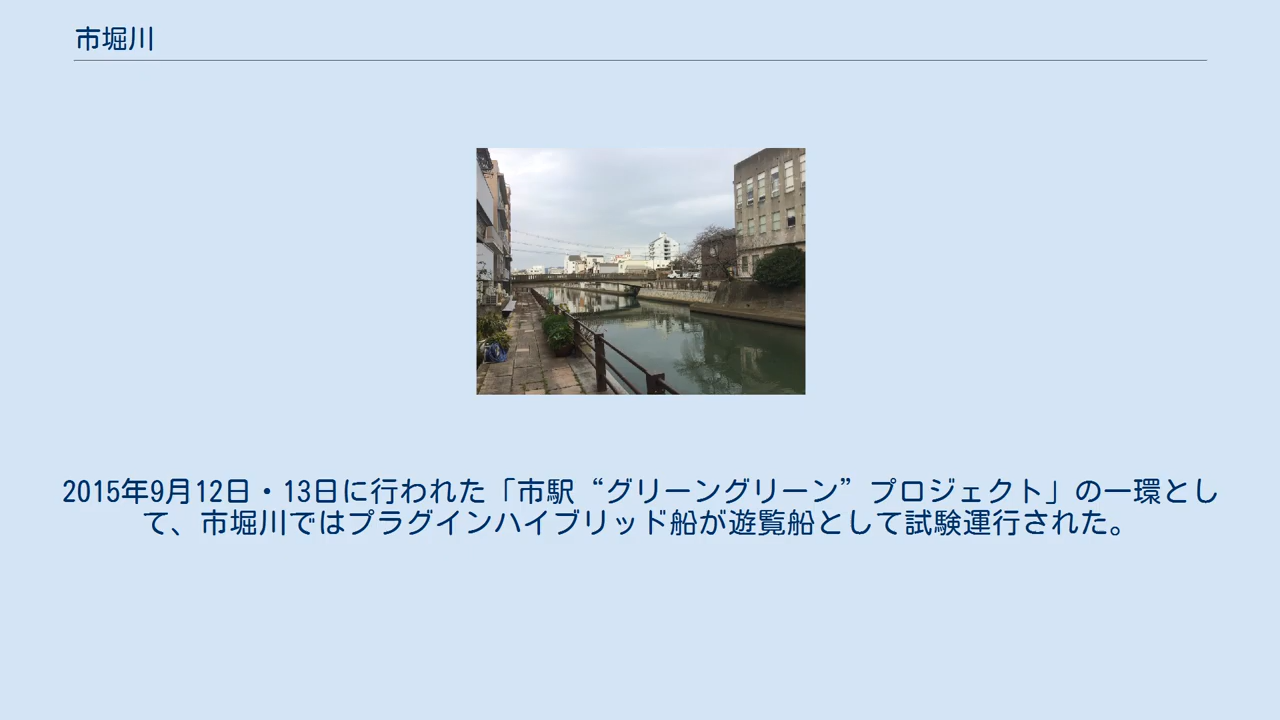 市堀川
2015年9月12日・13日に行われた「市駅“グリーングリーン”プロジェクト」の一環とし
て、市堀川ではプラグインハイブリッド船が遊覧船として試験運行された。